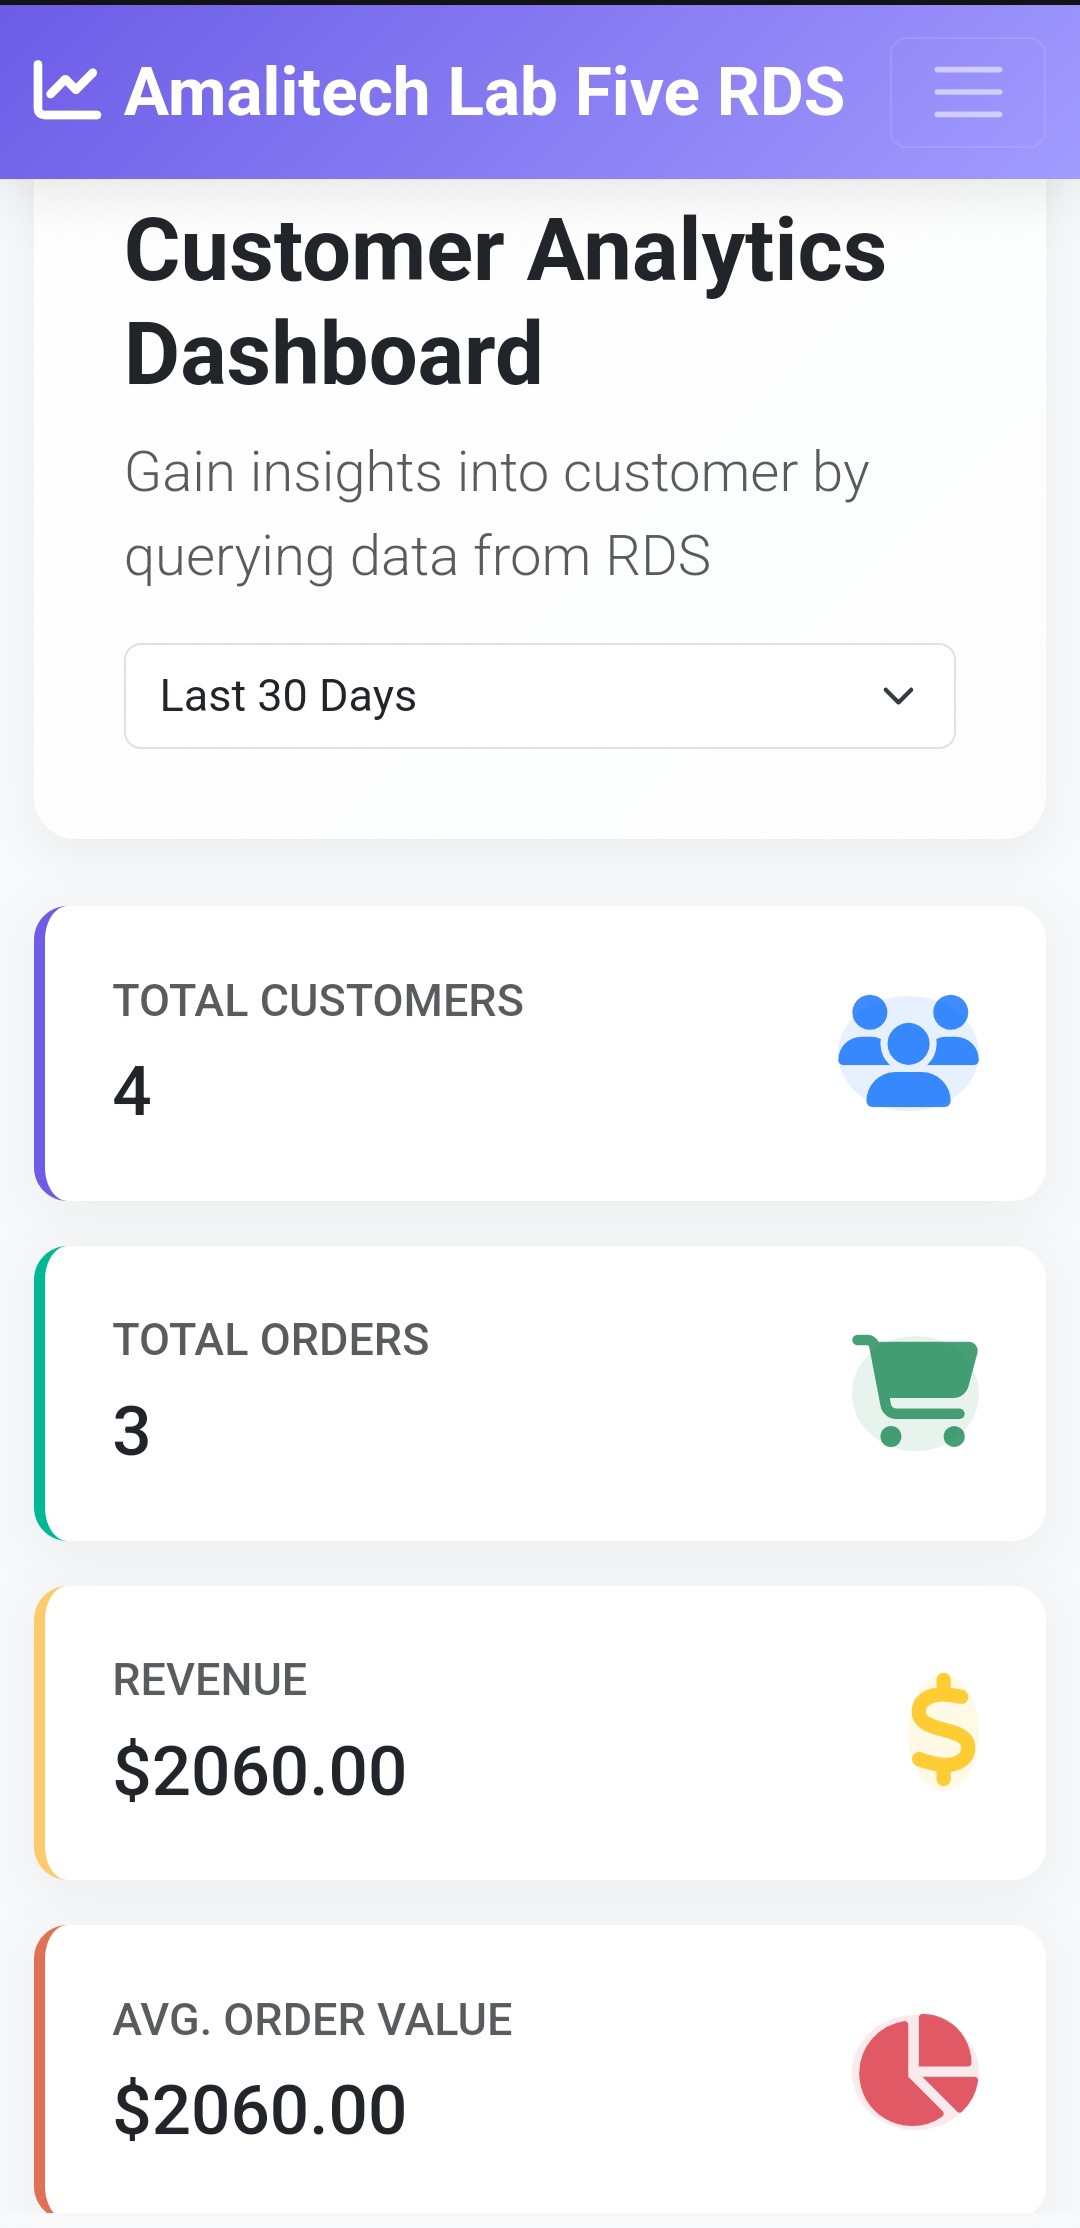 Amalitech Lab Five RDS
Customer Analytics
Dashboard
Gain insights into customer by
querying data from RDS
Last 30 Days
TOTAL CUSTOMERS
4
TOTAL ORDERS
3
REVENUE
$2060.00
AVG. ORDER VALUE
$2060.00